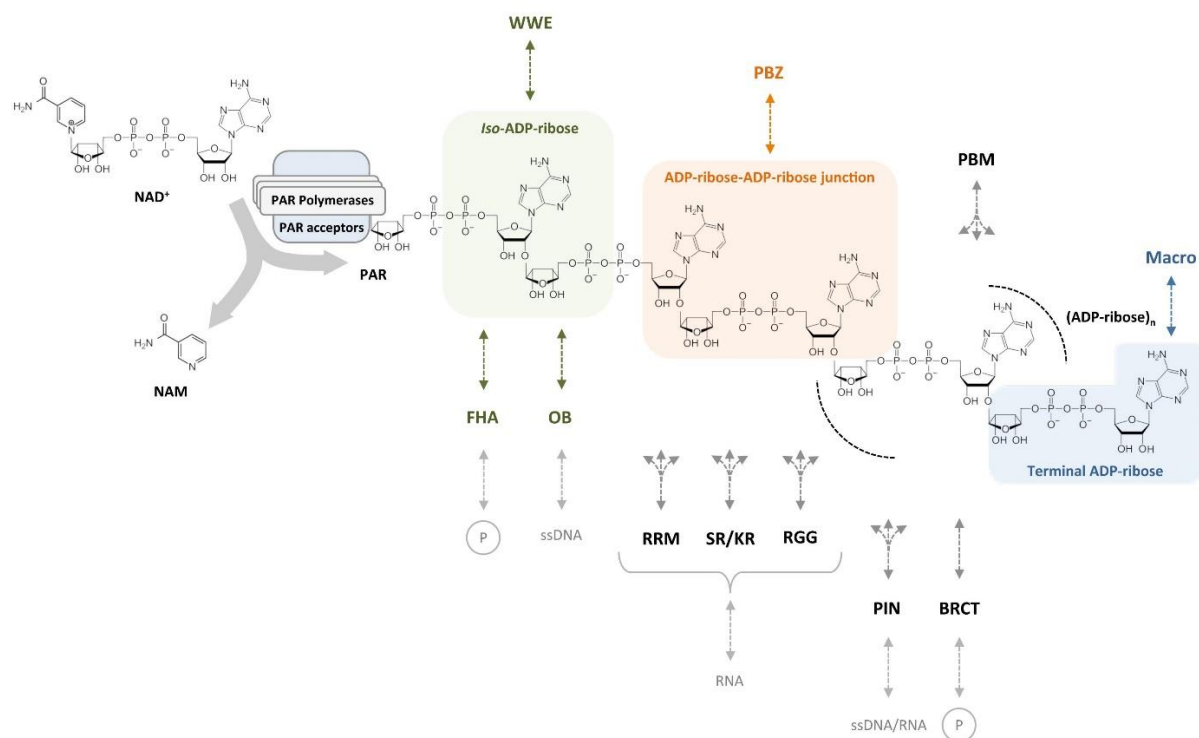 WWE
PBZ
Iso-ADP-ribose
PBM
ADP-ribose-ADP-ribose junction
NAD⁺
PAR Polymerases
PAR acceptors
PAR
Macro
(ADP-ribose)n
NAM
FHA
OB
Terminal ADP-ribose
P
ssDNA
RRM
SR/KR
RGG
PIN
BRCT
RNA
ssDNA/RNA
P